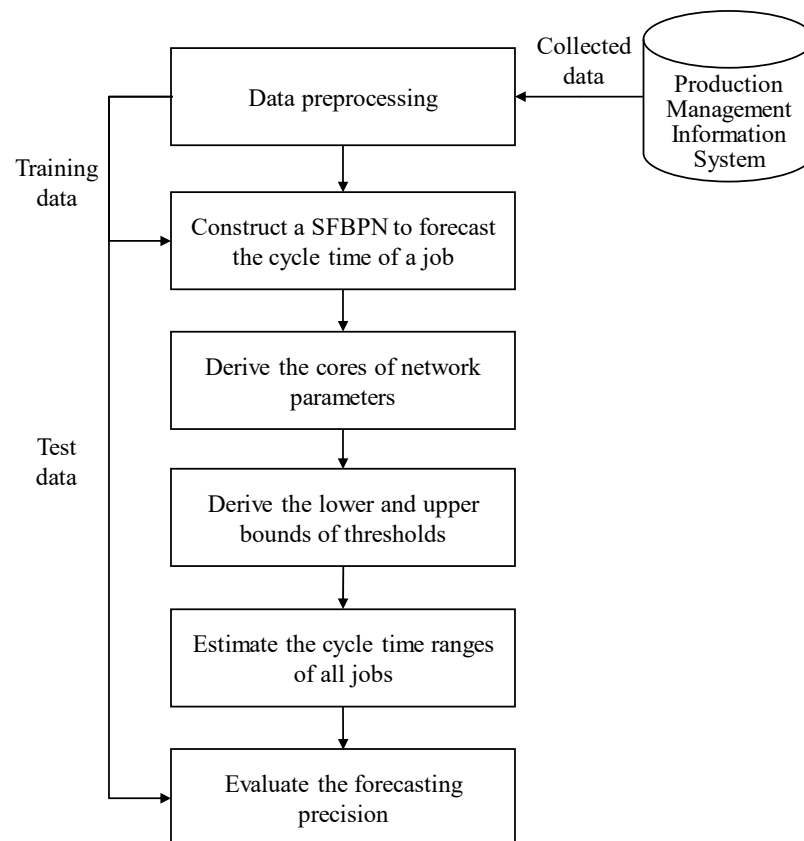 Collected
data
Production
Management
Information
System
Data preprocessing
Training
data
Construct a SFBPN to forecast
the cycle time of a job
Derive the cores of network
parameters
Test
data
Derive the lower and upper
bounds of thresholds
Estimate the cycle time ranges
of all jobs
Evaluate the forecasting
precision